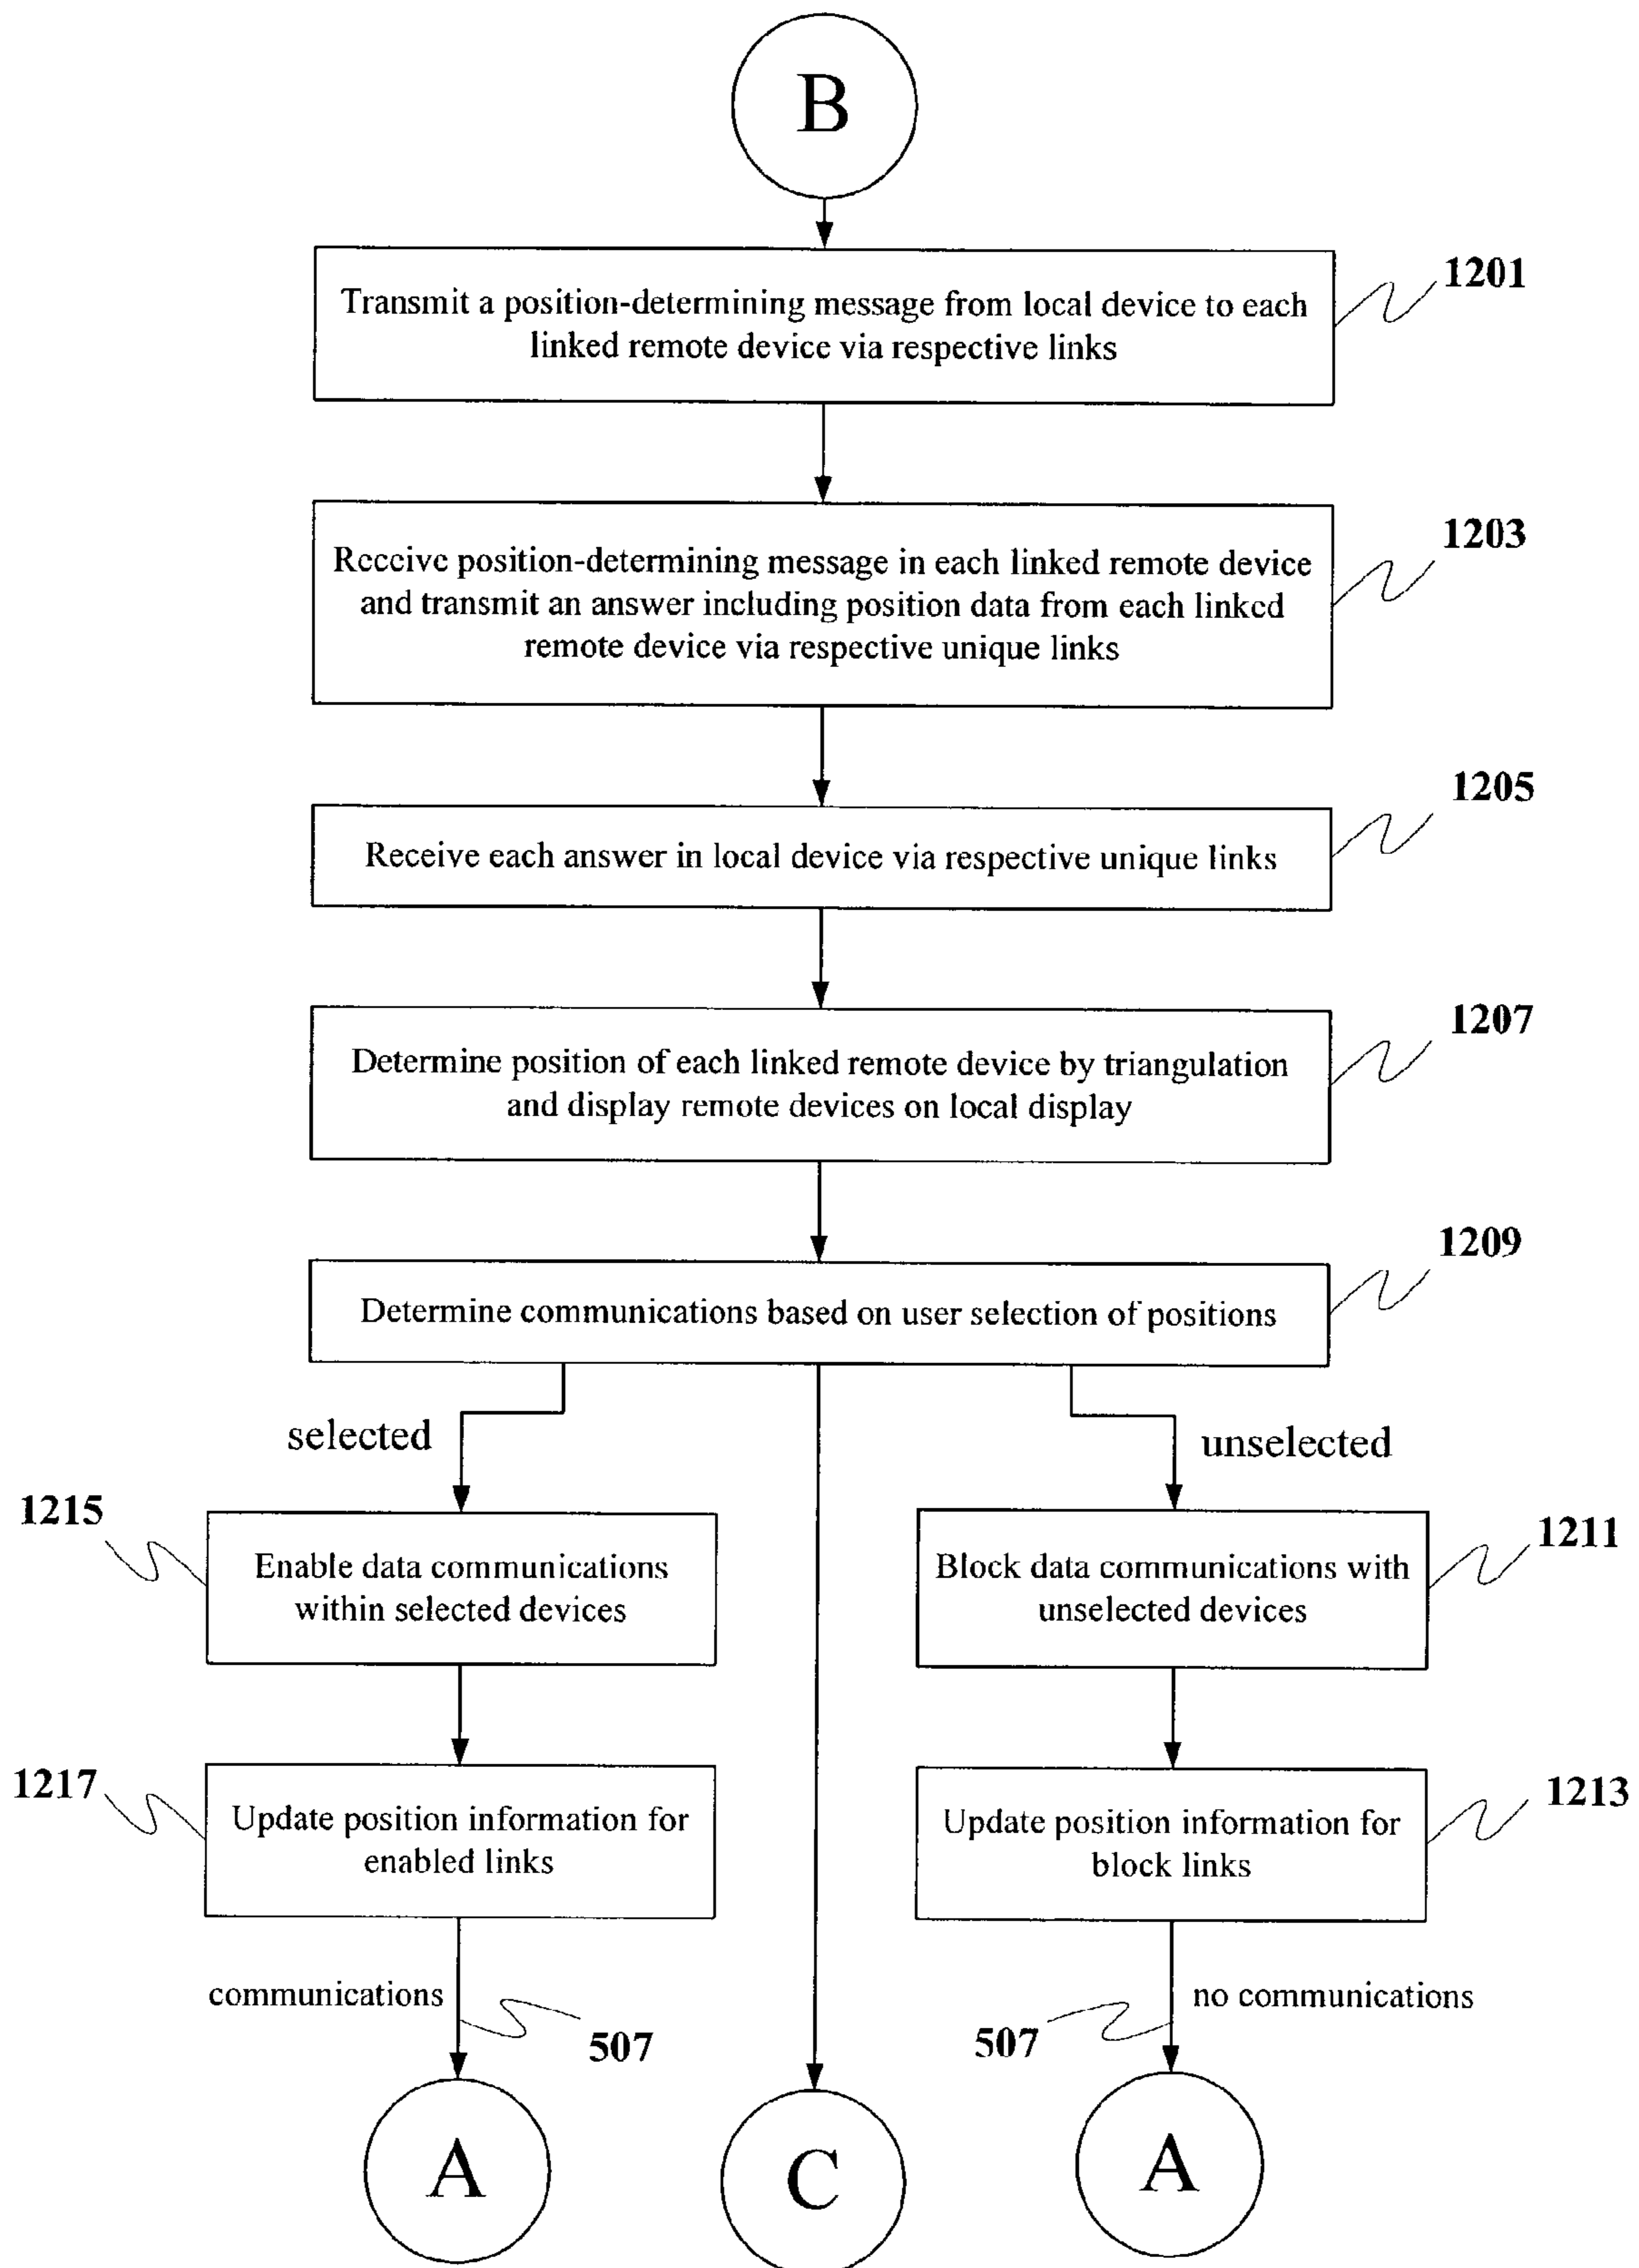 B
1201
Transmit a position-determining message from local device to each
linked remote device via respective links
1203
Receive position-determining message in each linked remote device
and transmit an answer including position data from each linked
remote device via respective unique links
1205
Receive each answer in local device via respective unique links
1207
Determine position of each linked remote device by triangulation
and display remote devices on local display
1209
Determine communications based on user selection of positions
selected
unselected
1215
Enable data communications
within selected devices
1211
Block data communications with
unselected devices
1217
Update position information for
enabled links
1213
Update position information for
block links
communications
507
507
no communications
A
C
A